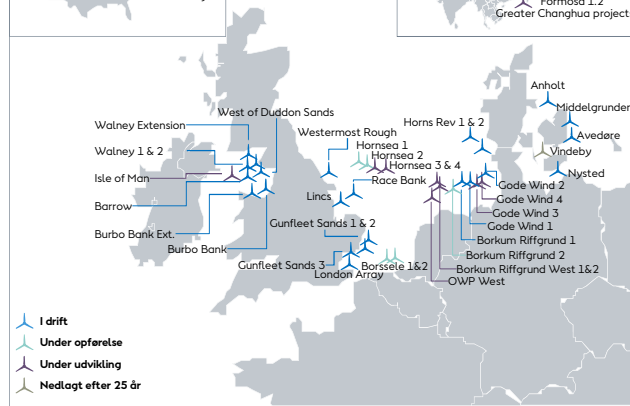 Formosa 1.2
Greater Changhua project
Anholt
Middelgrunden
West of Duddon Sands
Walney Extension
Horns Rev 1 & 2
Westermost Rough
Avedøre
Hornsea 1
Walney 1 & 2
Hornsea 2
Vindeby
Hornsea 3 & 4
Nysted
Isle of Man
Race Bank
Gode Wind 2
Lincs
Gode Wind 4
Barrow
Gode Wind 3
Gunfleet Sands 1 & 2
Gode Wind 1
Burbo Bank Ext.
Borkum Riffgrund 1
Burbo Bank
Borkum Riffgrund 2
Gunfleet Sands 3
Borssele 1&2
Borkum Riffgrund West 1&2
London Array
OWP West
I drift
Under opførelse
Under udvikling
Nedlagt efter 25 år